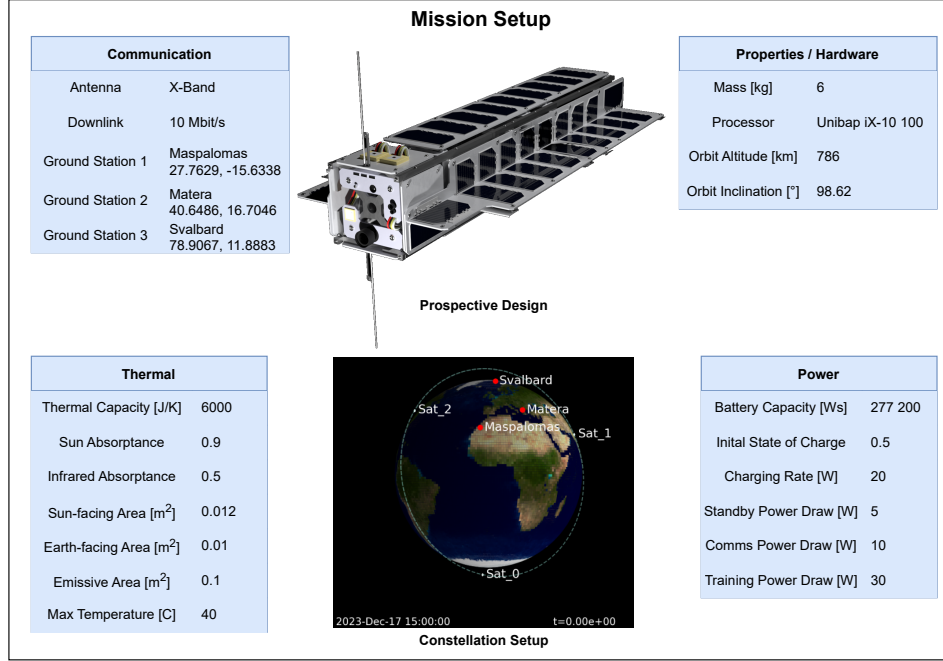 Mission Setup
Communication
Antenna X-Band
Downlink 10 Mbit/s
Ground Station 1 Maspalomas
27.7629, -15.6338
Ground Station 2 Matera
40.6486, 16.7046
Ground Station 3 Svalbard
78.9067, 11.8883
Prospective Design
Properties / Hardware
Mass [kg] 6
Processor Unibap iX-10 100
Orbit Altitude [km] 786
Orbit Inclination [°] 98.62
Thermal
Thermal Capacity [J/K] 6000
Sun Absorptance 0.9
Infrared Absorptance 0.5
Sun-facing Area [m²] 0.012
Earth-facing Area [m²] 0.01
Emissive Area [m²] 0.1
Max Temperature [C] 40
Svalbard
Sat_2
Matera
Maspalomas
Sat_1
Sat_0
2023-Dec-17 15:00:00 t=0.00e+00
Constellation Setup
Power
Battery Capacity [Ws] 277 200
Inital State of Charge 0.5
Charging Rate [W] 20
Standby Power Draw [W] 5
Comms Power Draw [W] 10
Training Power Draw [W] 30